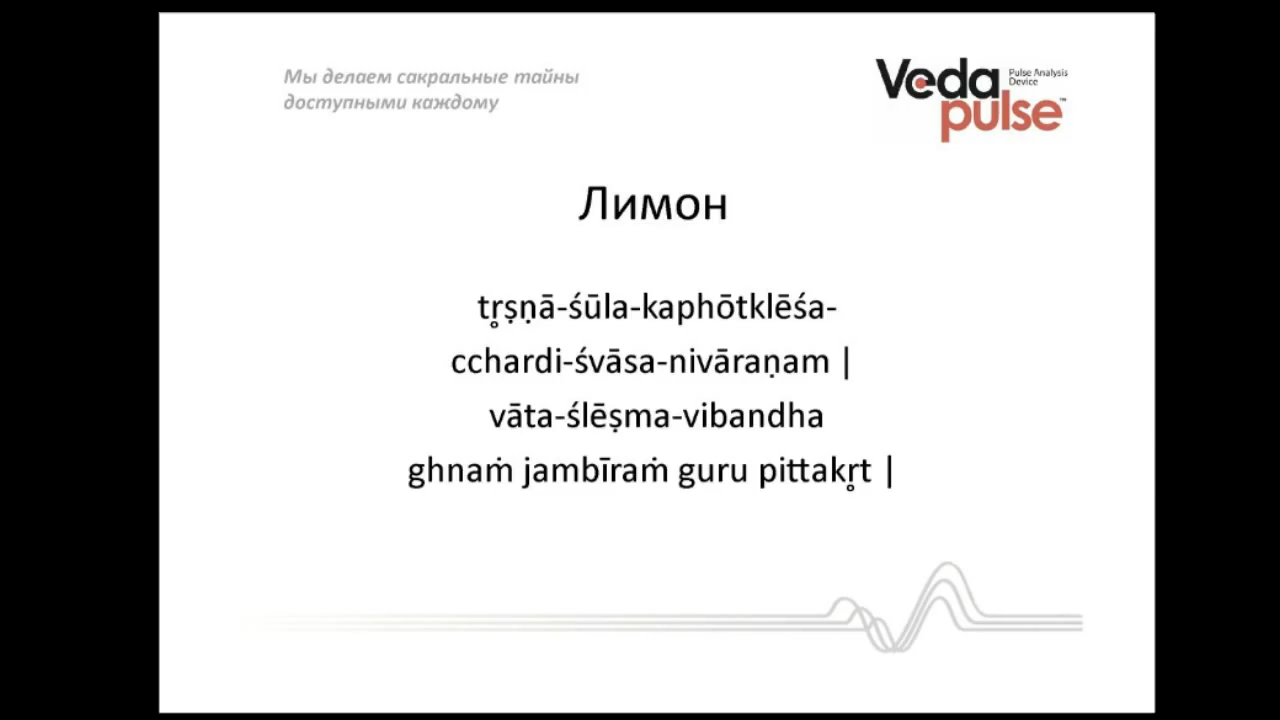 Мы делаем сакральные тайны
доступными каждому
Veda
Pulse Analysis
Device
pulse™
Лимон
tr̥ṣṇā-śūla-kaphōtklēśa-
cchardi-śvāsa-nivāraṇam |
vāta-ślēṣma-vibandha
ghnaṁ jambīraṁ guru pittakr̥t |